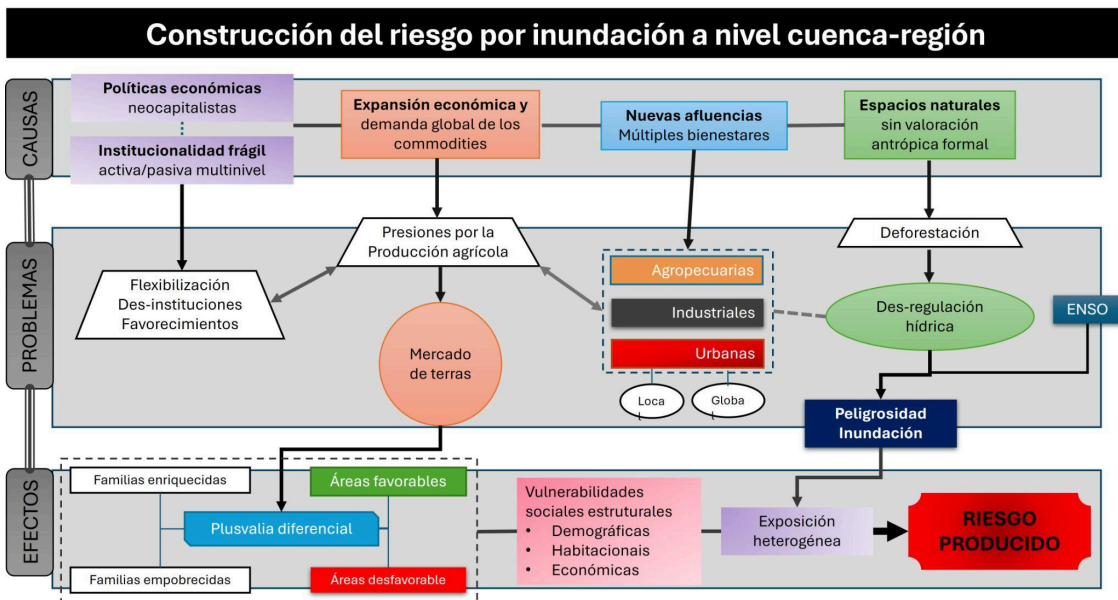 Construcción del riesgo por inundación a nivel cuenca-región
CAUSAS
Políticas económicas
neocapitalistas
Institucionalidad frágil
activa/pasiva multinivel
Expansión económica y
demanda global de los
commodities
Nuevas afluencias
Múltiples bienestares
Espacios naturales
sin valoración
antrópica formal
PROBLEMAS
Flexibilización
Des-instituciones
Favorecimientos
Presiones por la
Producción agrícola
Mercado
de terras
Agropecuarias
Industriales
Urbanas
Loca
l
Globa
l
Deforestación
Des-regulación
hídrica
ENSO
Peligrosidad
Inundación
EFECTOS
Familias enriquecidas
Áreas favorables
Plusvalia diferencial
Familias empobrecidas
Áreas desfavorable
Vulnerabilidades
sociales estructurales
• Demográficas
• Habitacionais
• Económicas
Exposición
heterogénea
RIESGO
PRODUCIDO